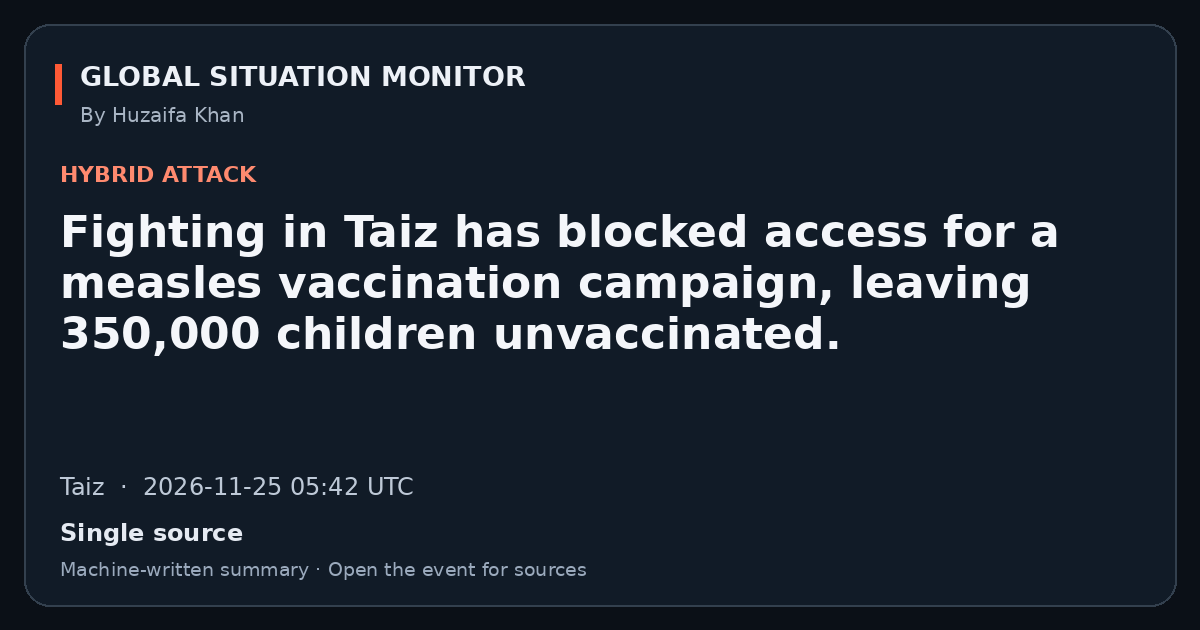 GLOBAL SITUATION MONITOR
By Huzaifa Khan
HYBRID ATTACK
Fighting in Taiz has blocked access for a
measles vaccination campaign, leaving
350,000 children unvaccinated.
Taiz · 2026-11-25 05:42 UTC
Single source
Machine-written summary · Open the event for sources